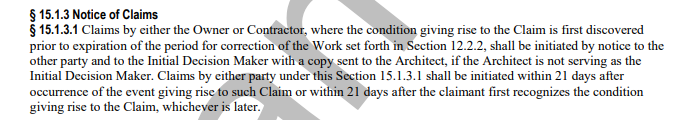 § 15.1.3 Notice of Claims
§ 15.1.3.1 Claims by either the Owner or Contractor, where the condition giving rise to the Claim is first discovered
prior to expiration of the period for correction of the Work set forth in Section 12.2.2, shall be initiated by notice to the
other party and to the Initial Decision Maker with a copy sent to the Architect, if the Architect is not serving as the
Initial Decision Maker. Claims by either party under this Section 15.1.3.1 shall be initiated within 21 days after
occurrence of the event giving rise to such Claim or within 21 days after the claimant first recognizes the condition
giving rise to the Claim, whichever is later.